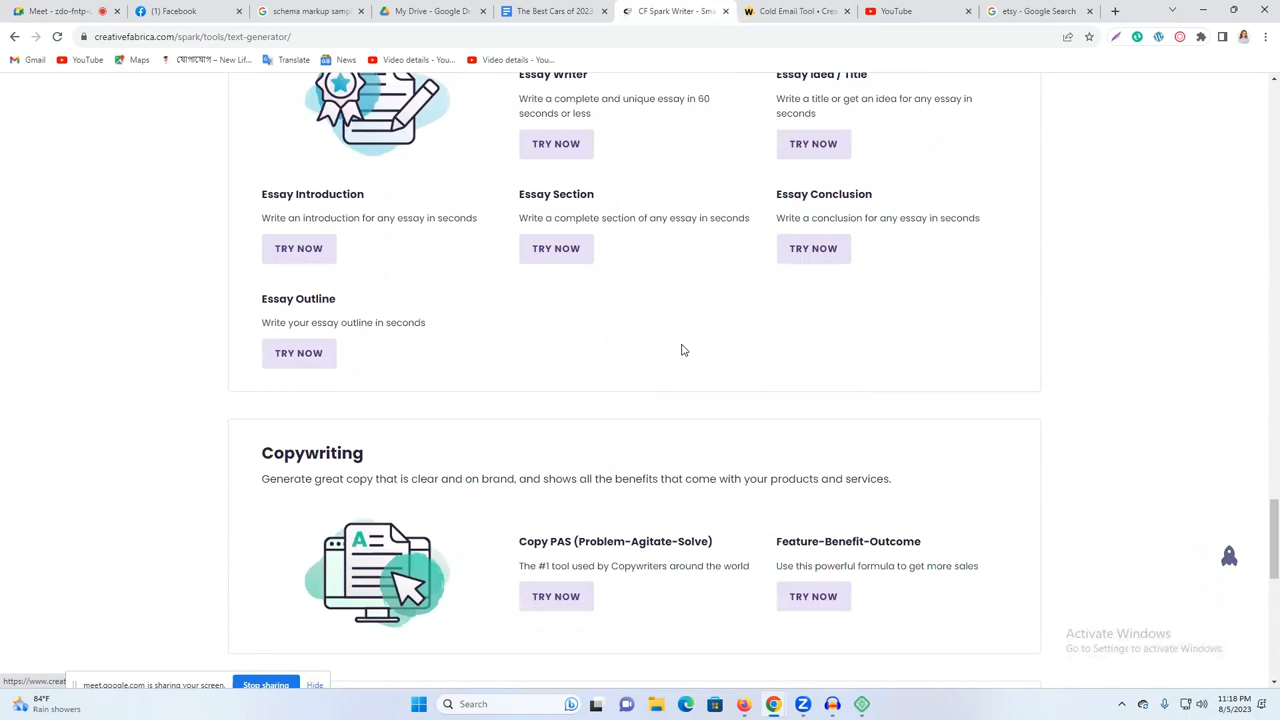 Meet - zdo-fntp-
(1) Facebook
schema markup samp
My Drive - Google Dr
The Best Cars of 2023
CF Spark Writer - Sma
Cold Email Tool • Crea
YouTube
etsy - Google Search
creativefabrica.com/spark/tools/text-generator/
Gmail
YouTube
Maps
যোগাযোগ – New Lif...
Translate
News
Video details - You...
Video details - You...
Essay Writer
Write a complete and unique essay in 60
seconds or less
TRY NOW
Essay Idea / Title
Write a title or get an idea for any essay in
seconds
TRY NOW
Essay Introduction
Write an introduction for any essay in seconds
TRY NOW
Essay Section
Write a complete section of any essay in seconds
TRY NOW
Essay Conclusion
Write a conclusion for any essay in seconds
TRY NOW
Essay Outline
Write your essay outline in seconds
TRY NOW
Copywriting
Generate great copy that is clear and on brand, and shows all the benefits that come with your products and services.
A
Copy PAS (Problem-Agitate-Solve)
The #1 tool used by Copywriters around the world
TRY NOW
Feature-Benefit-Outcome
Use this powerful formula to get more sales
TRY NOW
Activate Windows
Go to Settings to activate Windows.
https://www.creat
meet.google.com is sharing your screen.
Stop sharing
Hide
84°F
Rain showers
Search
11:18 PM
8/5/2023